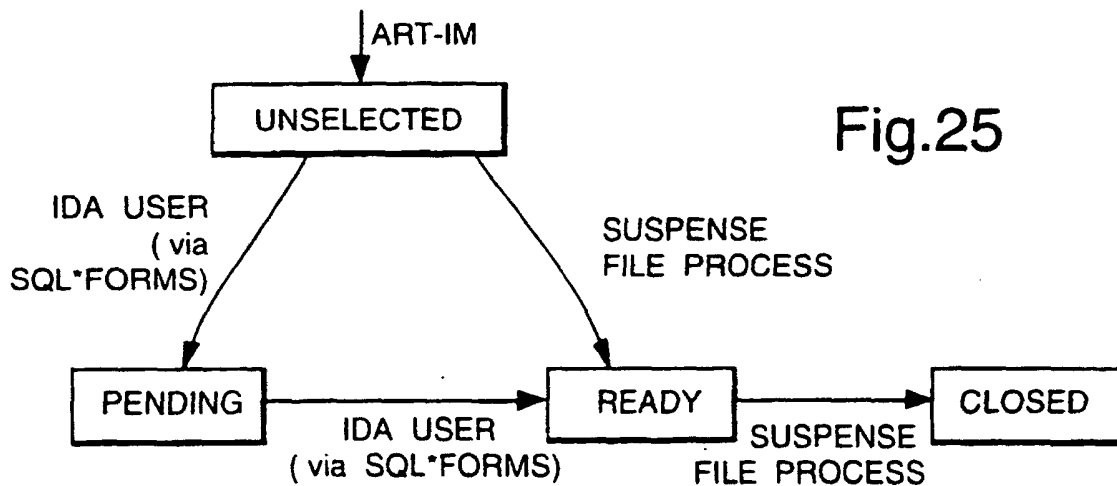 ART-IM
UNSELECTED
Fig.25
IDA USER
( via
SQL*FORMS)
SUSPENSE
FILE PROCESS
PENDING
READY
CLOSED
IDA USER
( via SQL*FORMS)
SUSPENSE
FILE PROCESS